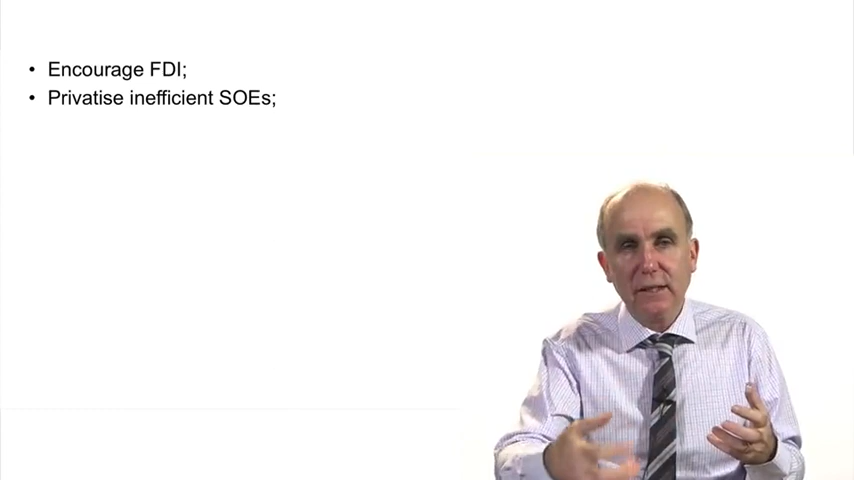 • Encourage FDI;
• Privatise inefficient SOEs;